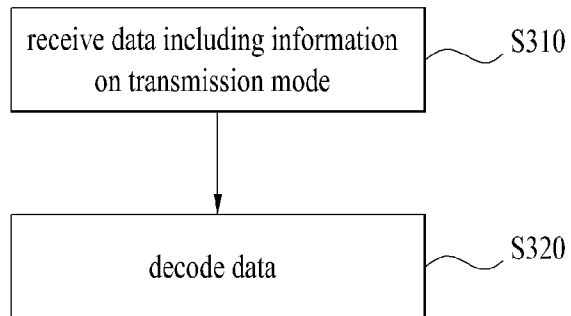 receive data including information
on transmission mode
S310
decode data
S320